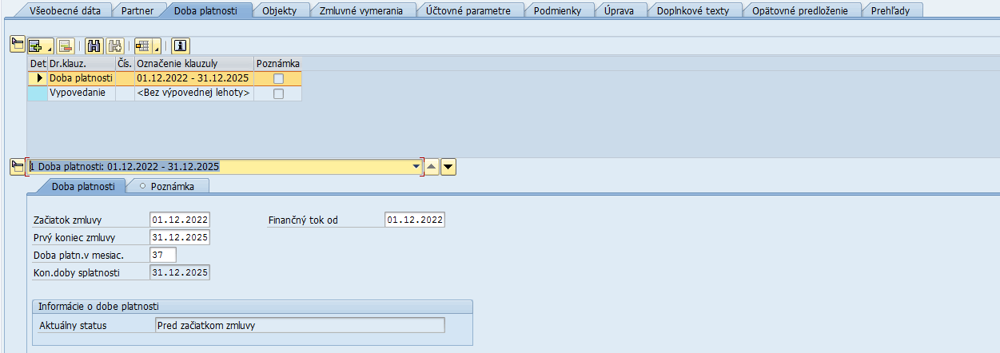 Všeobecné dáta Partner Doba platnosti Objekty Zmluvné vymerania Účtovné parametre Podmienky Úprava Doplnkové texty Opätovné predloženie Prehľady
Det Dr.klauz. Čís. Označenie klauzuly Poznámka
Doba platnosti 01.12.2022 - 31.12.2025
Vypovedanie <Bez výpovednej lehoty>
1 Doba platnosti: 01.12.2022 - 31.12.2025
Doba platnosti Poznámka
Začiatok zmluvy 01.12.2022 Finančný tok od 01.12.2022
Prvý koniec zmluvy 31.12.2025
Doba platn.v mesiac. 37
Kon.doby splatnosti 31.12.2025
Informácie o dobe platnosti
Aktuálny status Pred začiatkom zmluvy